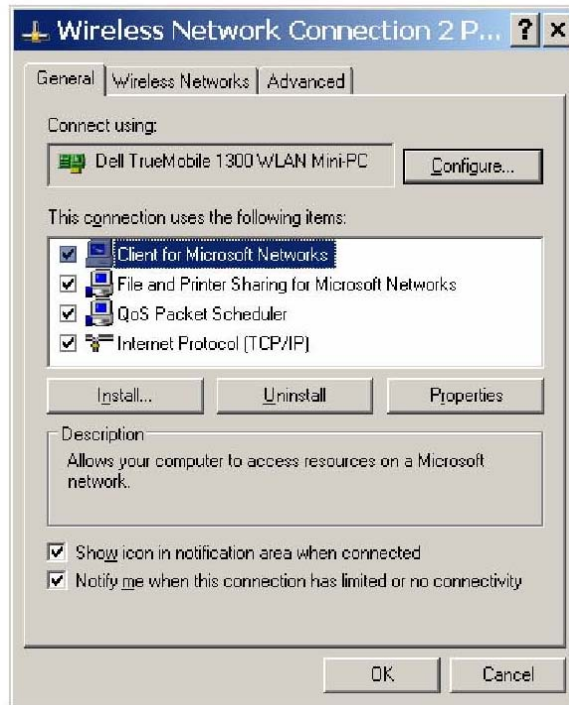 Wireless Network Connection 2 P...
General Wireless Networks Advanced
Connect using:
Dell TrueMobile 1300 WLAN Mini-PC
Configure...
This connection uses the following items:
Client for Microsoft Networks
File and Printer Sharing for Microsoft Networks
QoS Packet Scheduler
Internet Protocol (TCP/IP)
Install... Uninstall Properties
Description
Allows your computer to access resources on a Microsoft
network.
Show icon in notification area when connected
Notify me when this connection has limited or no connectivity
OK Cancel